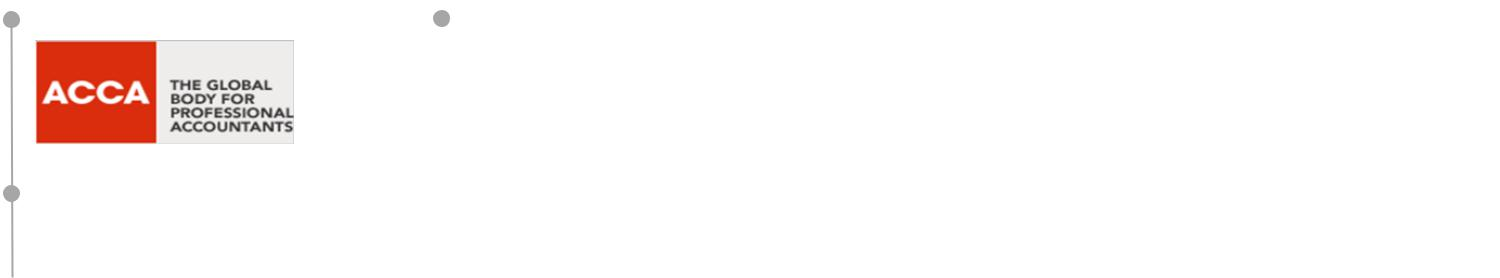 ACCA
THE GLOBAL
BODY FOR
PROFESSIONAL
ACCOUNTANTS